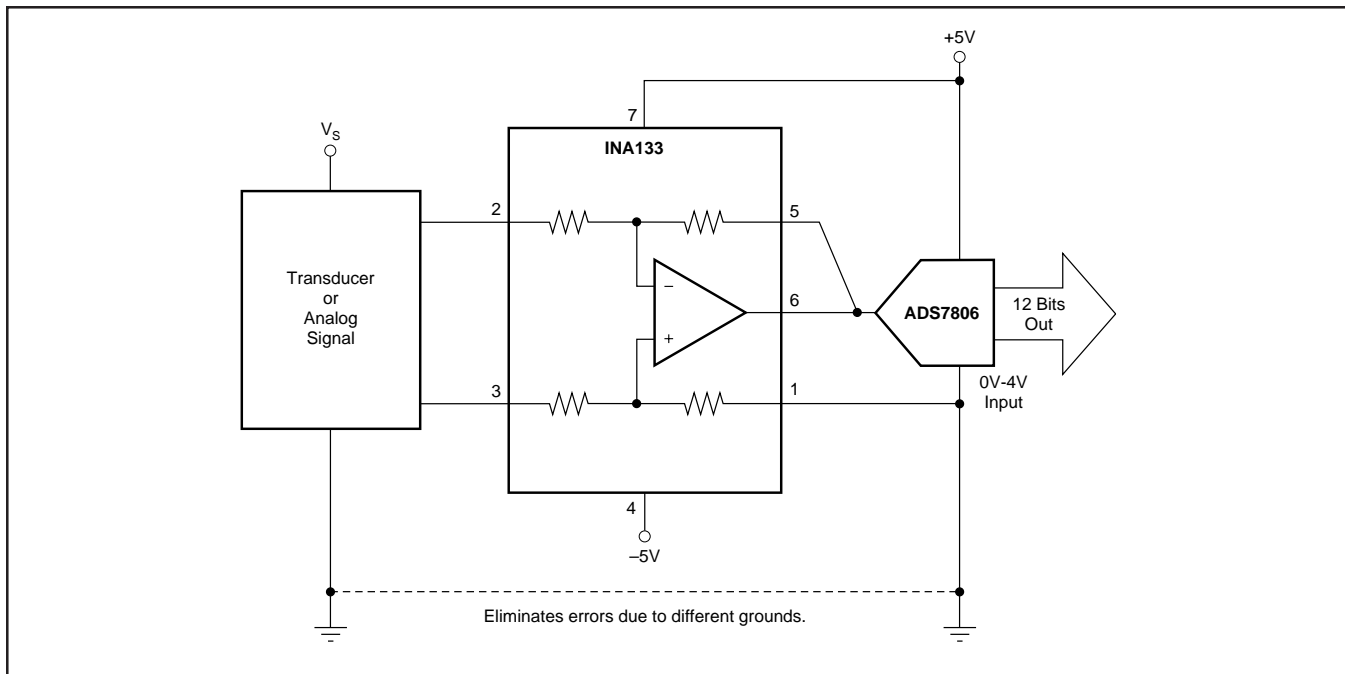 +5V
7
V_S
INA133
2
5
Transducer
or
Analog
Signal
−
6
ADS7806
12 Bits
Out
+
3
1
0V-4V
Input
4
–5V
Eliminates errors due to different grounds.